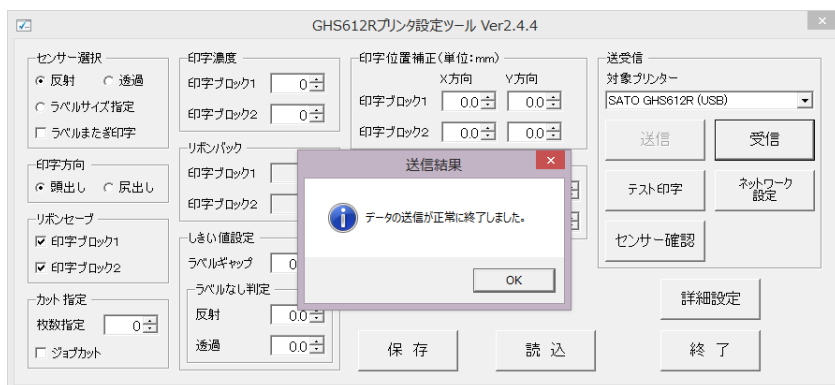 GHS612Rプリンタ設定ツール Ver2.4.4
センサー選択
反射 透過
ラベルサイズ指定
ラベルまたぎ印字
印字方向
頭出し 尻出し
リボンセーブ
印字ブロック1
印字ブロック2
カット指定
枚数指定 0
ジョブカット
印字濃度
印字ブロック1 0
印字ブロック2 0
リボンバック
印字ブロック1
印字ブロック2
しきい値設定
ラベルギャップ 0
ラベルなし判定
反射 0.0
透過 0.0
印字位置補正(単位:mm)
X方向 Y方向
印字ブロック1 0.0 0.0
印字ブロック2 0.0 0.0
送信結果
データの送信が正常に終了しました。
OK
保存
読込
送受信
対象プリンター
SATO GHS612R (USB)
送信
受信
テスト印字
ネットワーク
設定
センサー確認
詳細設定
終了